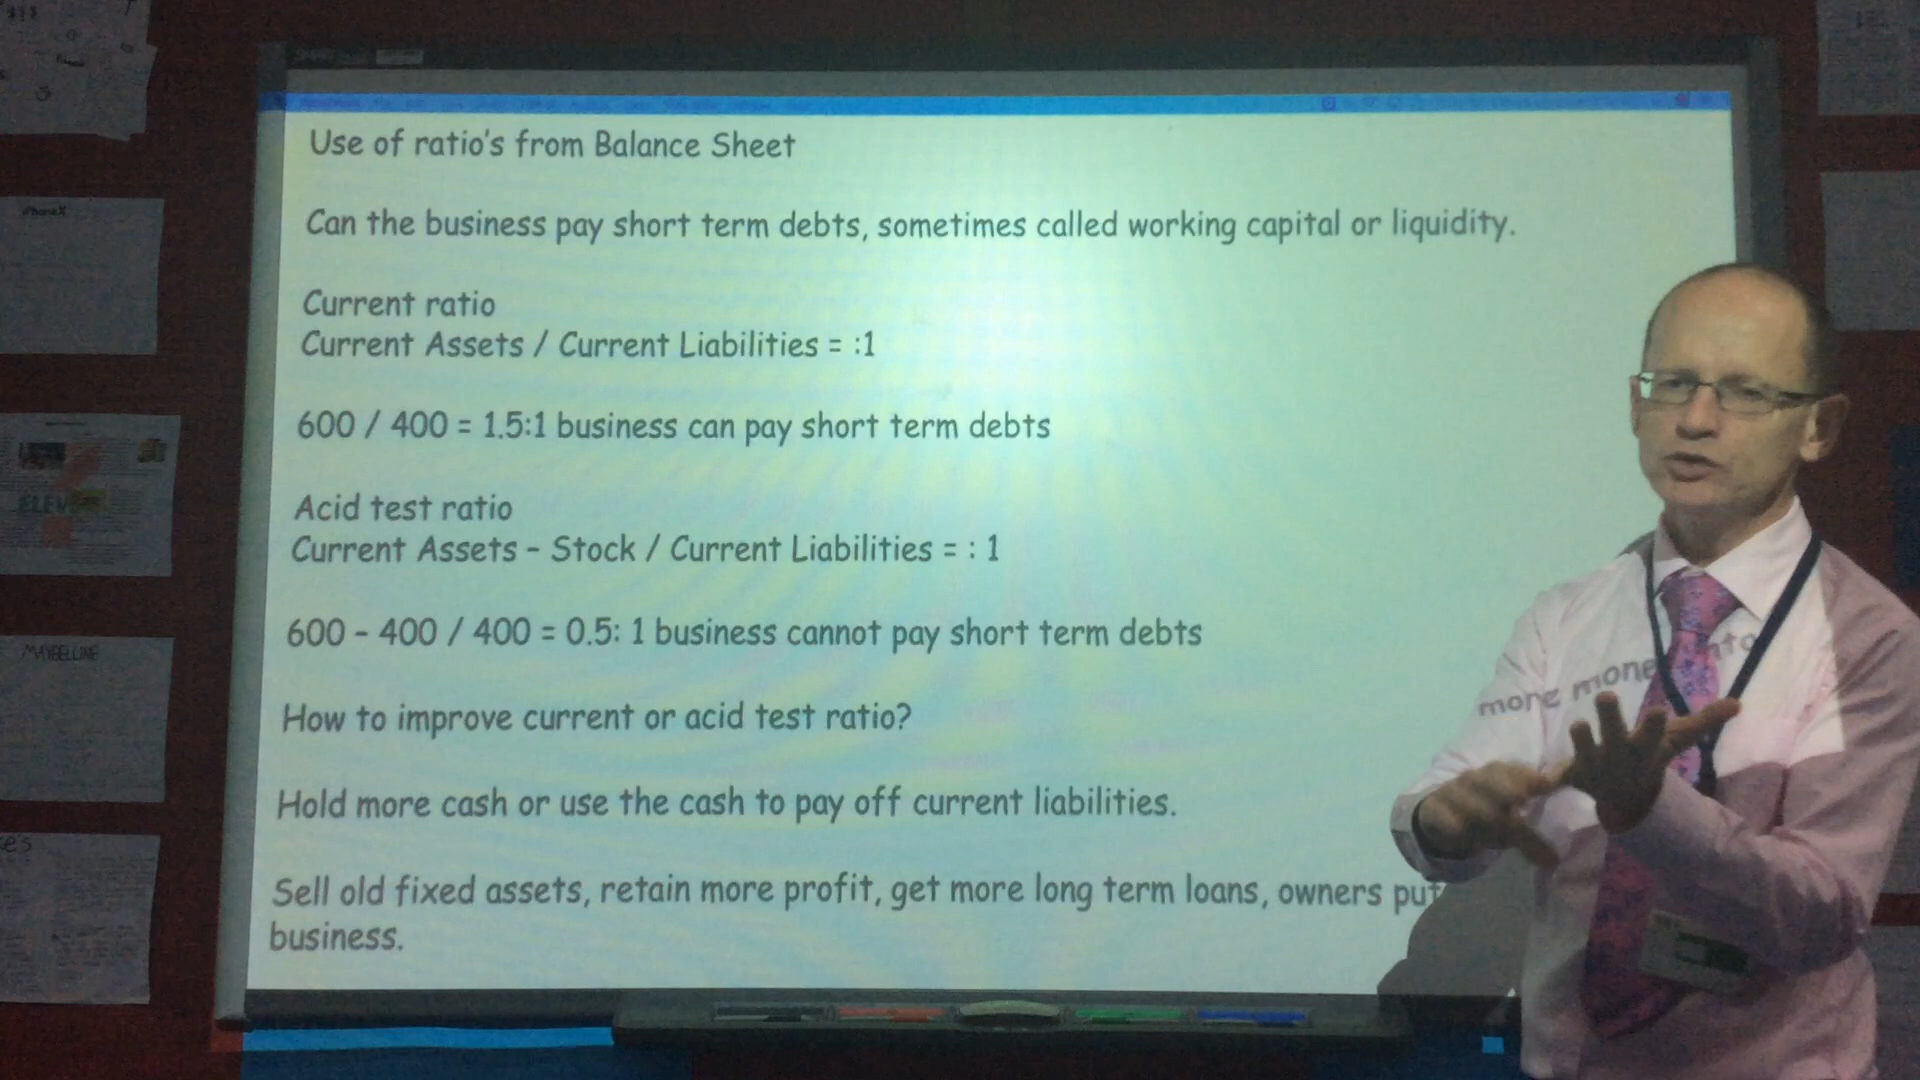 Use of ratio's from Balance Sheet
Can the business pay short term debts, sometimes called working capital or liquidity.
Current ratio
Current Assets / Current Liabilities = :1
600 / 400 = 1.5:1 business can pay short term debts
Acid test ratio
Current Assets - Stock / Current Liabilities = : 1
600 - 400 / 400 = 0.5: 1 business cannot pay short term debts
How to improve current or acid test ratio?
Hold more cash or use the cash to pay off current liabilities.
Sell old fixed assets, retain more profit, get more long term loans, owners put more money into
business.
iPhone X
MAYBELLINE